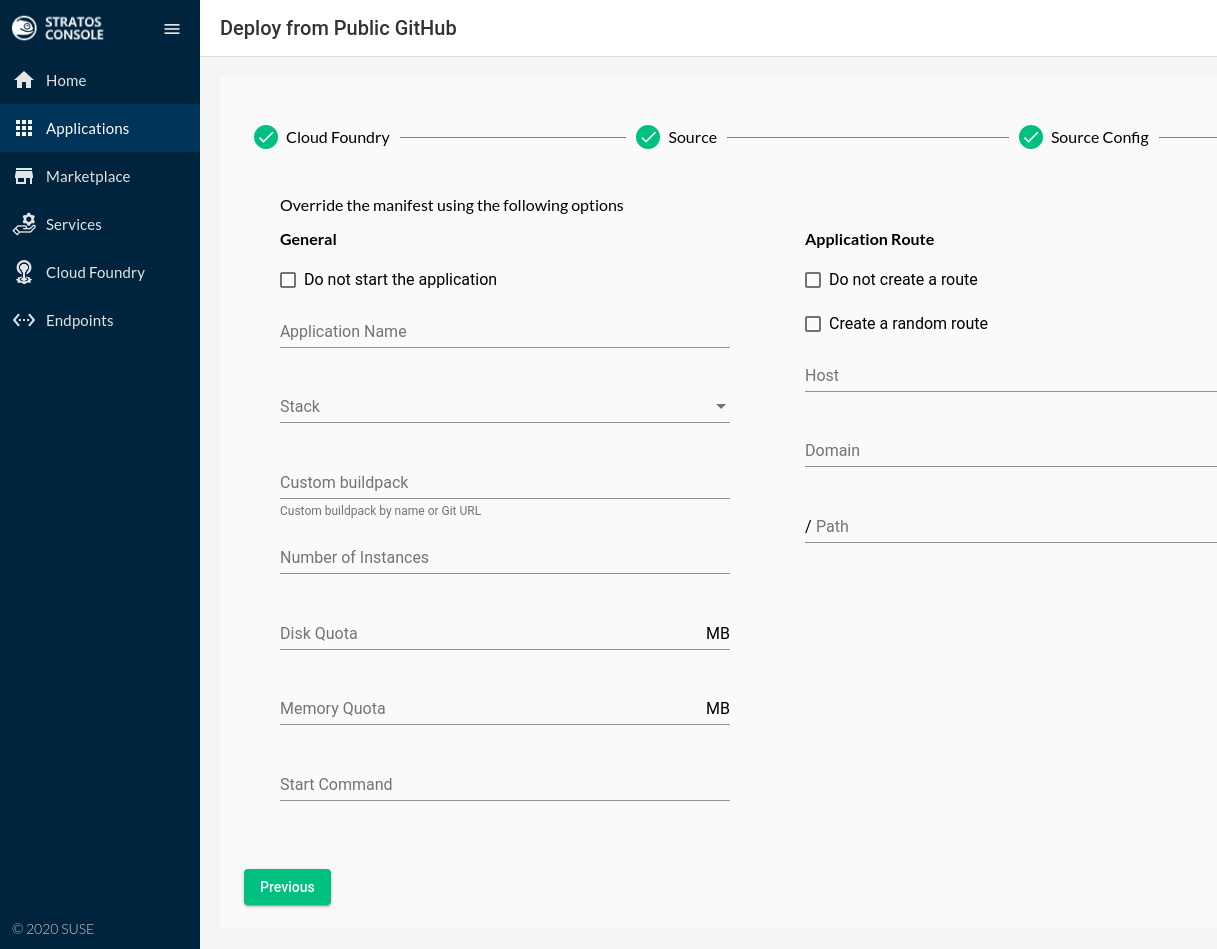 STRATOS
CONSOLE
Deploy from Public GitHub
Home
Applications
Marketplace
Services
Cloud Foundry
Endpoints
Cloud Foundry
Source
Source Config
Override the manifest using the following options
General
Do not start the application
Application Name
Stack
Custom buildpack
Custom buildpack by name or Git URL
Number of Instances
Disk Quota MB
Memory Quota MB
Start Command
Application Route
Do not create a route
Create a random route
Host
Domain
/ Path
Previous
© 2020 SUSE